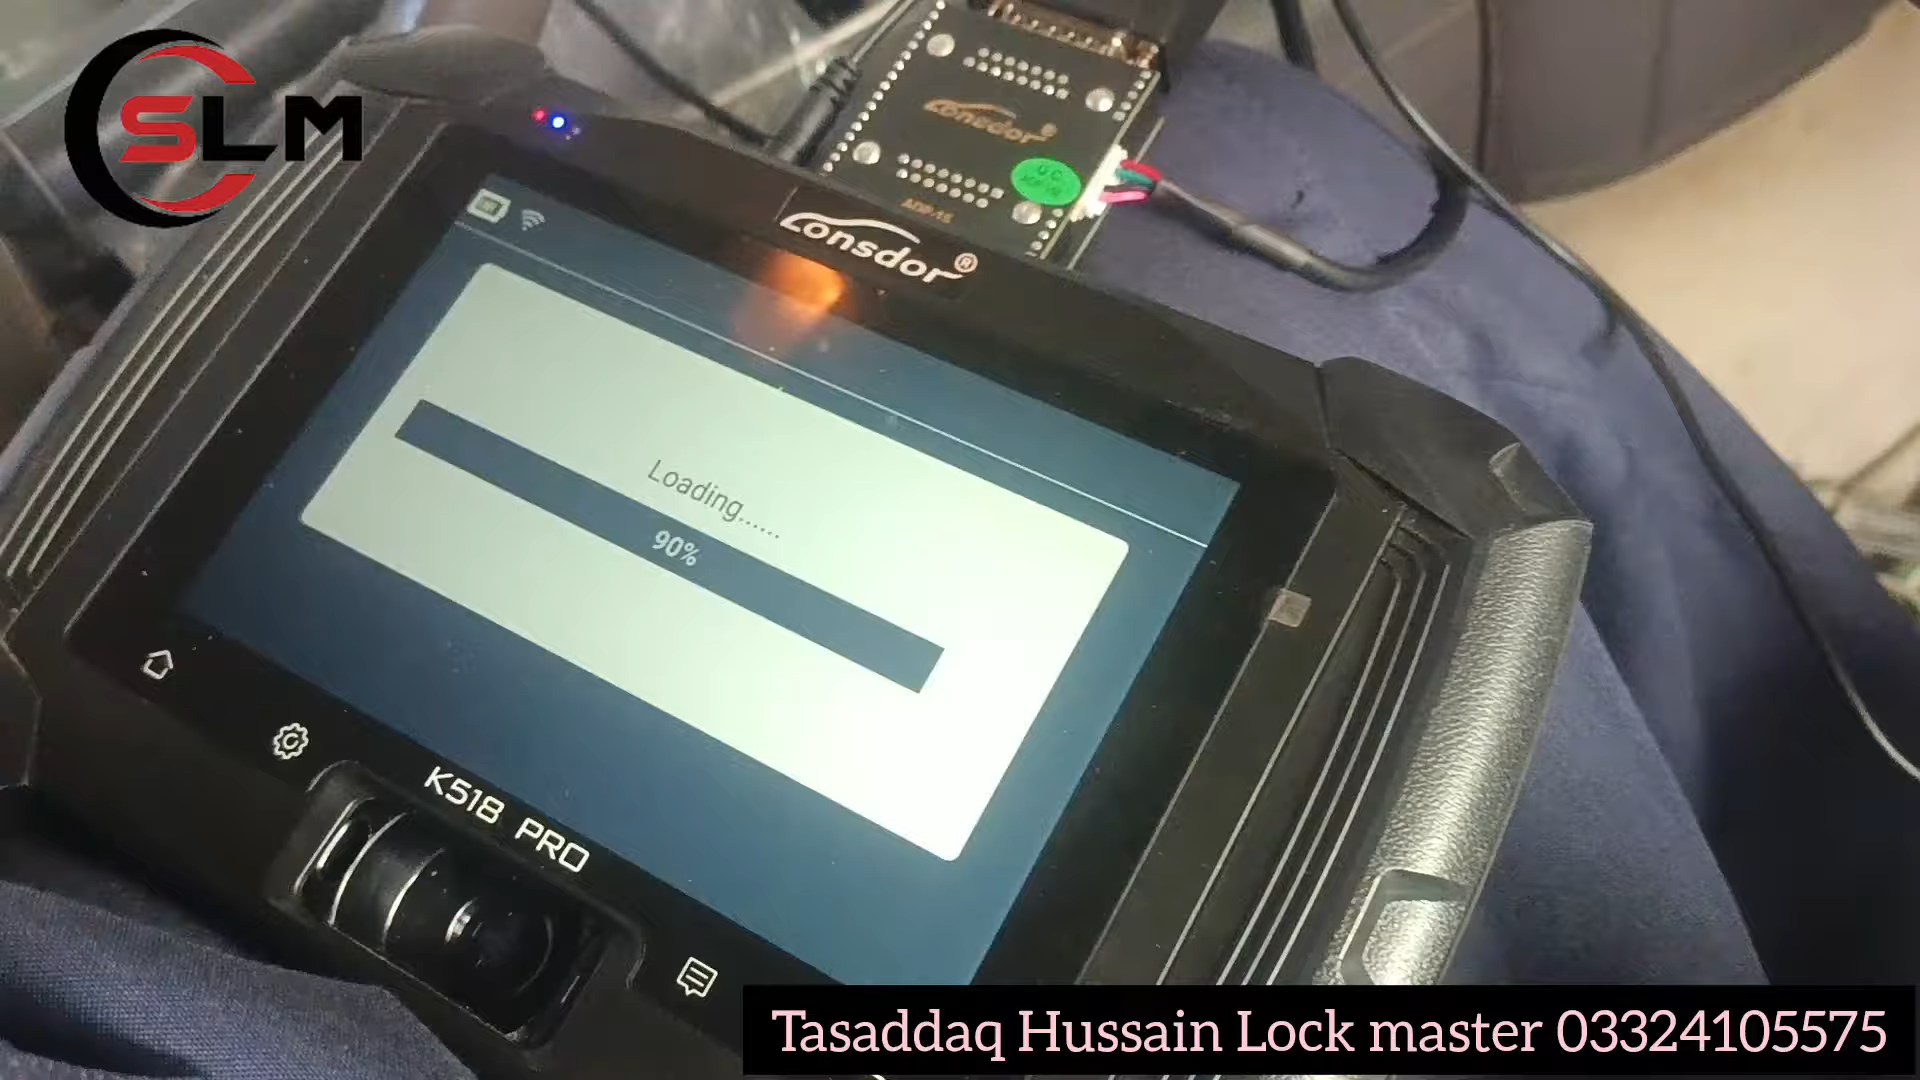 SLM
Lonsdor®
Lonsdor®
Loading......
90%
K518 PRO
Tasaddaq Hussain Lock master 03324105575